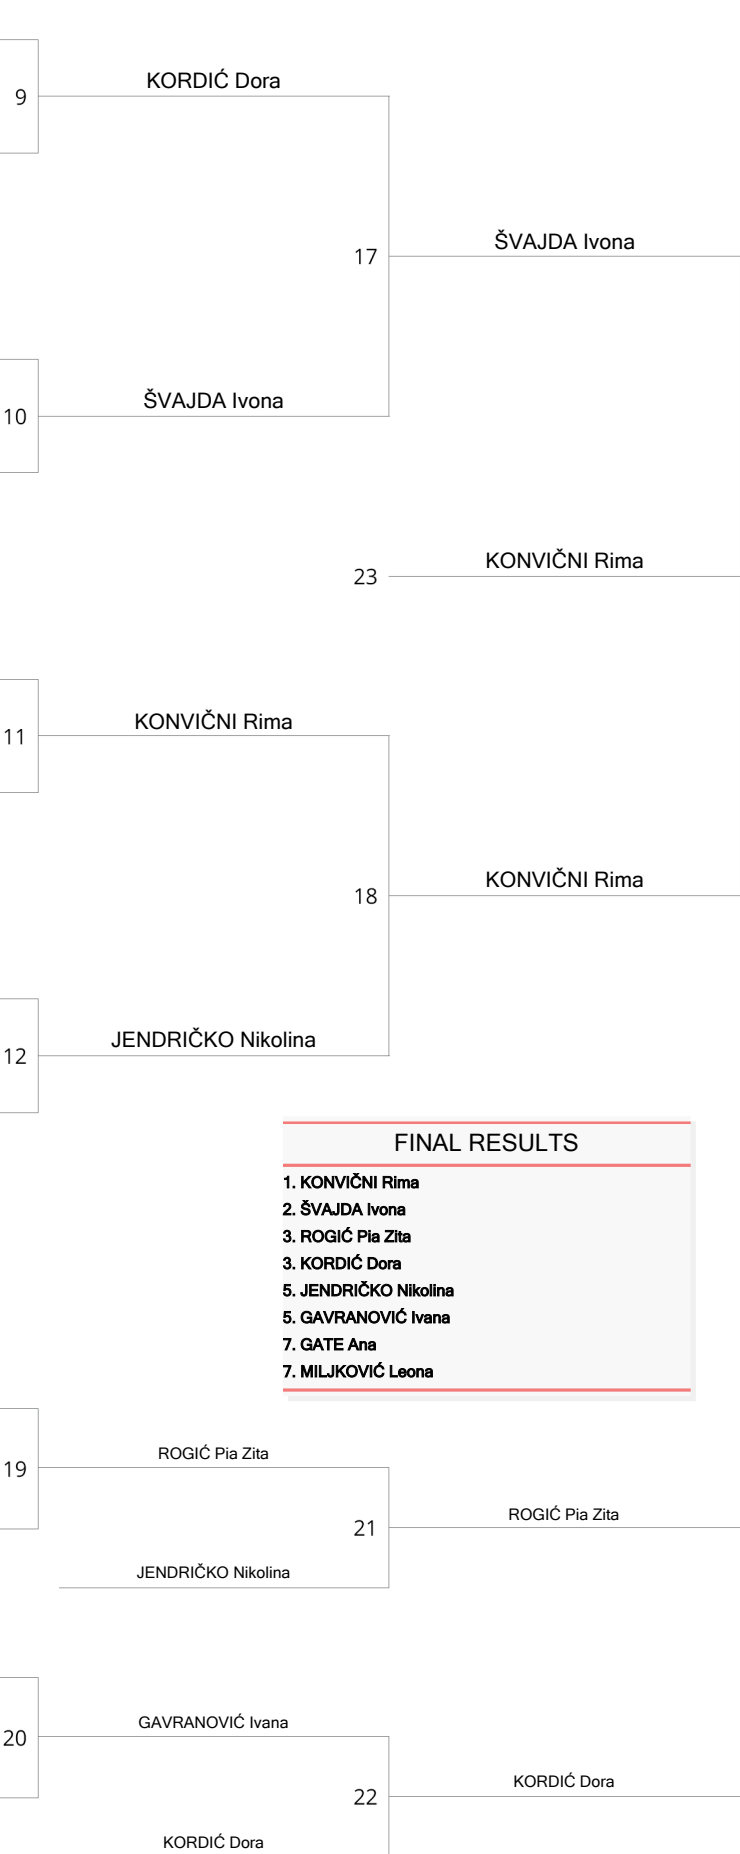 KORDIĆ Dora
9
ŠVAJDA Ivona
17
ŠVAJDA Ivona
10
KONVIČNI Rima
23
KONVIČNI Rima
11
KONVIČNI Rima
18
JENDRIČKO Nikolina
12
FINAL RESULTS
1. KONVIČNI Rima
2. ŠVAJDA Ivona
3. ROGIĆ Pia Zita
3. KORDIĆ Dora
5. JENDRIČKO Nikolina
5. GAVRANOVIĆ Ivana
7. GATE Ana
7. MILJKOVIĆ Leona
ROGIĆ Pia Zita
19
ROGIĆ Pia Zita
21
JENDRIČKO Nikolina
GAVRANOVIĆ Ivana
20
KORDIĆ Dora
22
KORDIĆ Dora